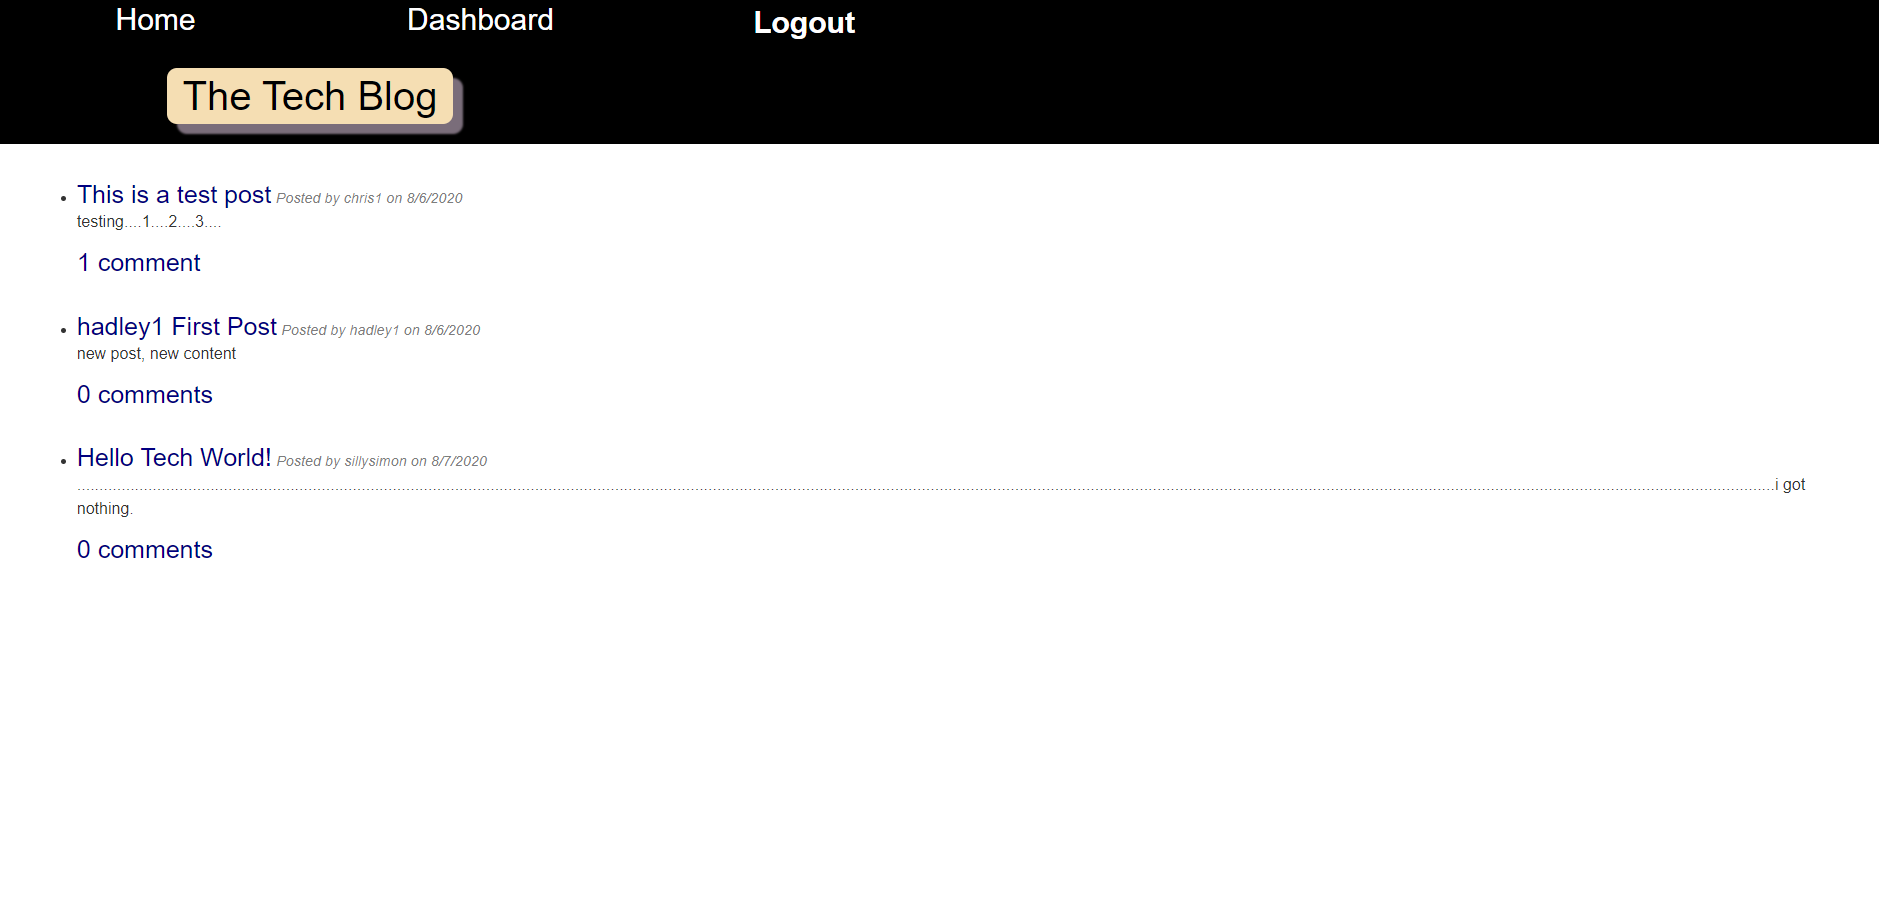 Home Dashboard Logout
The Tech Blog
This is a test post Posted by chris1 on 8/6/2020
testing....1....2....3....
1 comment
hadley1 First Post Posted by hadley1 on 8/6/2020
new post, new content
0 comments
Hello Tech World! Posted by sillysimon on 8/7/2020
....................................................................................................................................................................................................................................................................................................................................................................................................i got
nothing.
0 comments